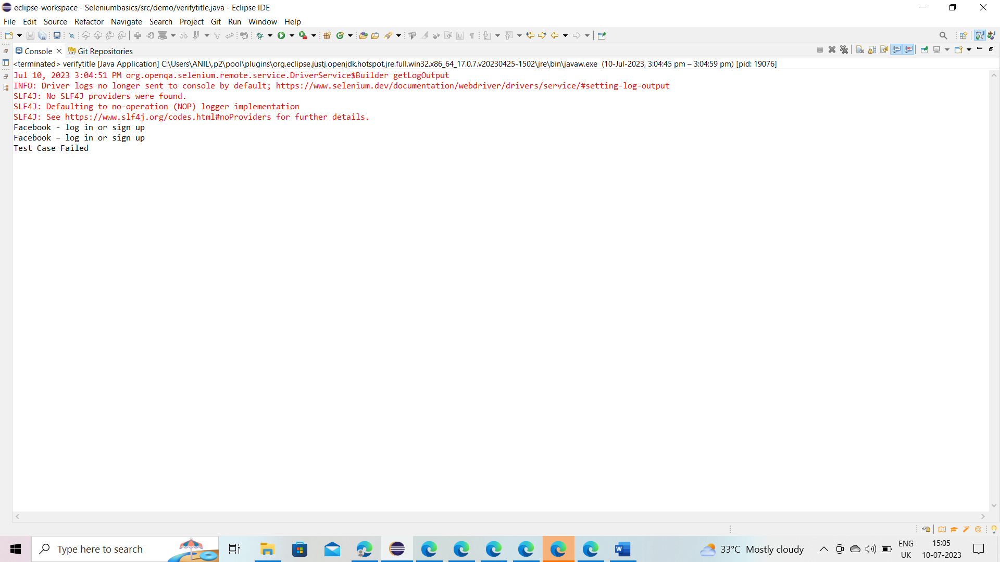 eclipse-workspace - Seleniumbasics/src/demo/verifytitle.java - Eclipse IDE
File Edit Source Refactor Navigate Search Project Git Run Window Help
Console Git Repositories
<terminated> verifytitle [Java Application] C:\Users\ANIL\.p2\pool\plugins\org.eclipse.justj.openjdk.hotspot.jre.full.win32.x86_64_17.0.7.v20230425-1502\jre\bin\javaw.exe (10-Jul-2023, 3:04:45 pm – 3:04:59 pm) [pid: 19076]
Jul 10, 2023 3:04:51 PM org.openqa.selenium.remote.service.DriverService$Builder getLogOutput
INFO: Driver logs no longer sent to console by default; https://www.selenium.dev/documentation/webdriver/drivers/service/#setting-log-output
SLF4J: No SLF4J providers were found.
SLF4J: Defaulting to no-operation (NOP) logger implementation
SLF4J: See https://www.slf4j.org/codes.html#noProviders for further details.
Facebook - log in or sign up
Facebook – log in or sign up
Test Case Failed
Type here to search
33°C Mostly cloudy
ENG
UK
15:05
10-07-2023